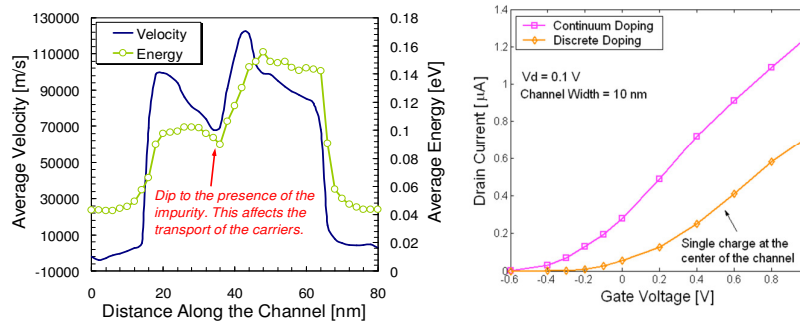 130000
110000
90000
70000
50000
30000
10000
-10000
Average Velocity [m/s]
Velocity
Energy
Dip to the presence of the
impurity. This affects the
transport of the carriers.
0.18
0.16
0.14
0.12
0.1
0.08
0.06
0.04
0.02
0
Average Energy [eV]
0 20 40 60 80
Distance Along the Channel [nm]
1.4
1.2
1
0.8
0.6
0.4
0.2
0
Drain Current [μA]
Continuum Doping
Discrete Doping
Vd = 0.1 V
Channel Width = 10 nm
Single charge at the
center of the channel
-0.6 -0.4 -0.2 0 0.2 0.4 0.6 0.8
Gate Voltage [V]